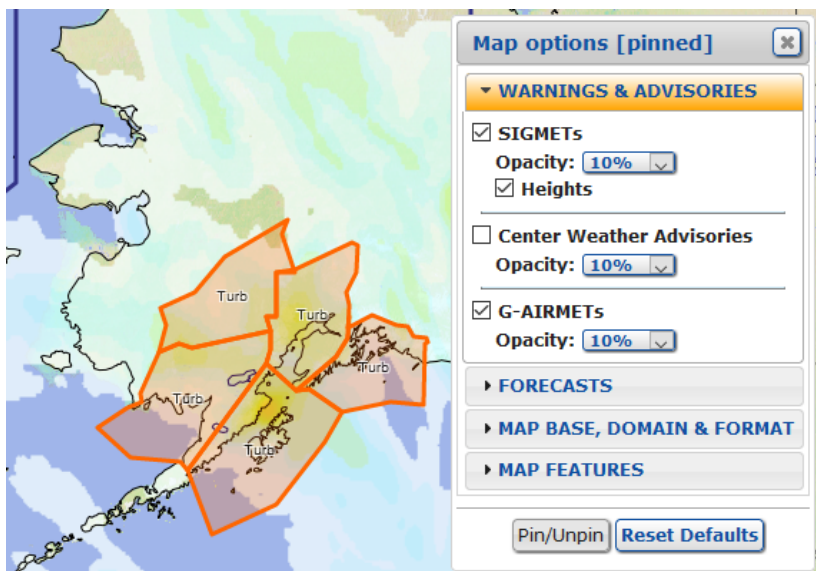 Map options [pinned]
WARNINGS & ADVISORIES
SIGMETs
Opacity: 10%
Heights
Center Weather Advisories
Opacity: 10%
G-AIRMETs
Opacity: 10%
FORECASTS
MAP BASE, DOMAIN & FORMAT
MAP FEATURES
Pin/Unpin Reset Defaults
Turb
Turb
Turb
Turb
Turb